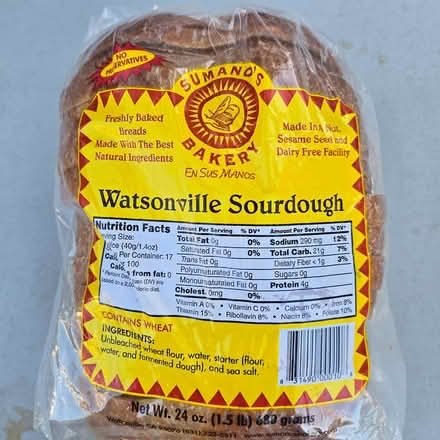 NO
PRESERVATIVES
SUMANO'S
BAKERY
EN SUS MANOS
Freshly Baked
Breads
Made With The Best
Natural Ingredients
Made In a Nut,
Sesame Seed and
Dairy Free Facility
Watsonville Sourdough
Nutrition Facts
Serving Size:
(40g/1.4oz)
Per Container: 17
100
from fat: 0
Amount Per Serving % DV*
Total Fat 0g 0%
Saturated Fat 0g 0%
Trans Fat 0g
Polyunsaturated Fat 0g
Monounsaturated Fat 0g
Cholest. 0mg 0%
Amount Per Serving % DV*
Sodium 290 mg 12%
Total Carb. 21g 7%
Dietary Fiber <1g 3%
Sugars 0g
Protein 4g
Vitamin A 0% • Vitamin C 0% • Calcium 0% • Iron 8%
Thiamin 15% • Riboflavin 8% • Niacin 8% • Folate 10%
CONTAINS WHEAT
INGREDIENTS:
Unbleached wheat flour, water, starter (flour,
water, and fermented dough), and sea salt.
Net Wt. 24 oz. (1.5 lb) 680 grams